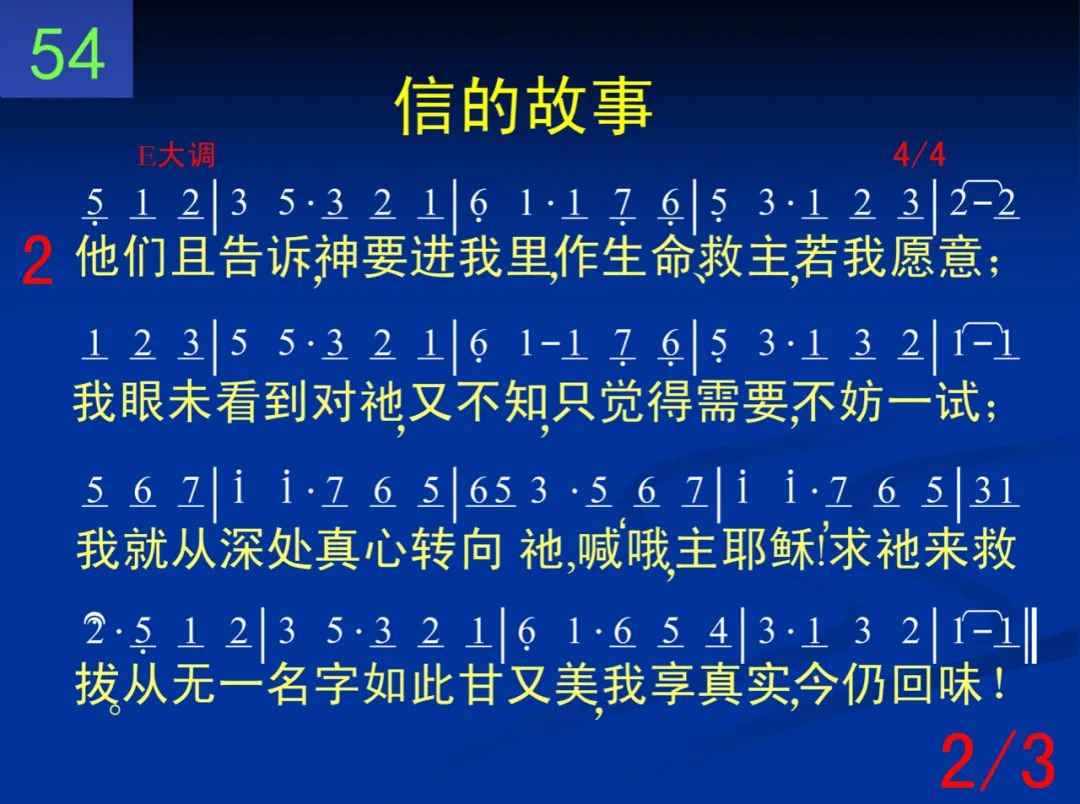 54
信的故事
E大调 4/4
5 1 2|3 5·3 2 1|6 1·1 7 6|5 3·1 2 3|2-2
2 他们且告诉,神要进我里,作生命、救主,若我愿意；
1 2 3|5 5·3 2 1|6 1-1 7 6|5 3·1 3 2|1-1
我眼未看到对祂,又不知,只觉得需要,不妨一试；
5 6 7|i i·7 6 5|65 3·5 6 7|i i·7 6 5|31
我就从深处真心转向 祂,喊‘哦,主耶稣!’求祂来救
2·5 1 2|3 5·3 2 1|6 1·6 5 4|3·1 3 2|1-1‖
拔。从无一名字如此甘又美,我享真实,今仍回味！
2/3